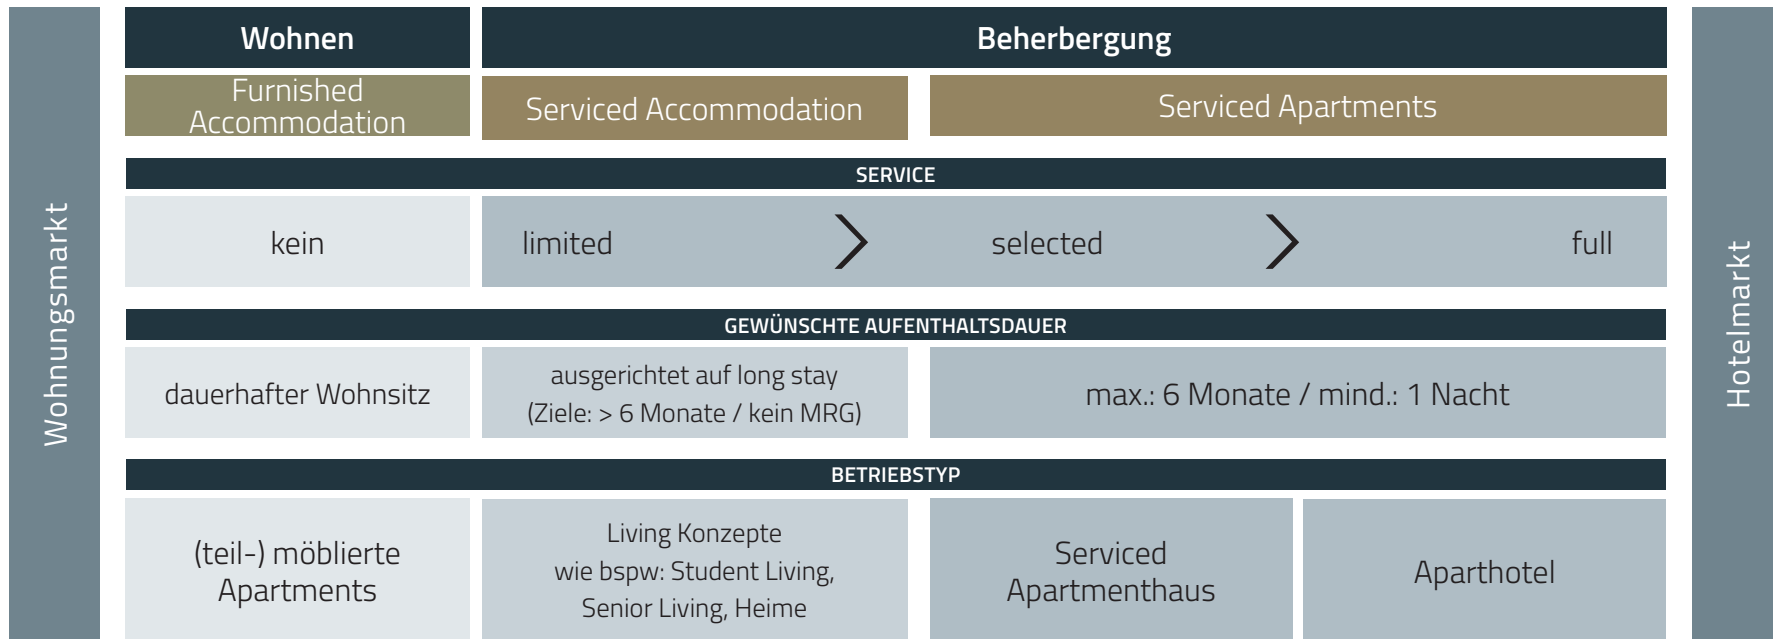 Wohnungsmarkt
Wohnen
Beherbergung
Furnished
Accommodation
Serviced Accommodation
Serviced Apartments
SERVICE
kein
limited
selected
full
GEWÜNSCHTE AUFENTHALTSDAUER
dauerhafter Wohnsitz
ausgerichtet auf long stay
(Ziele: > 6 Monate / kein MRG)
max.: 6 Monate / mind.: 1 Nacht
BETRIEBSTYP
(teil-) möblierte
Apartments
Living Konzepte
wie bspw: Student Living,
Senior Living, Heime
Serviced
Apartmenthaus
Aparthotel
Hotelmarkt